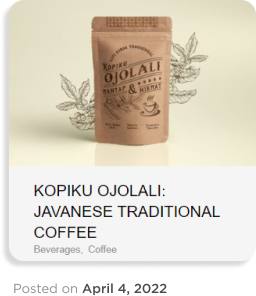 KOPIKU
OJOLALI
MANTAP & NIKMAT
KOPIKU OJOLALI:
JAVANESE TRADITIONAL
COFFEE
Beverages, Coffee
Posted on April 4, 2022